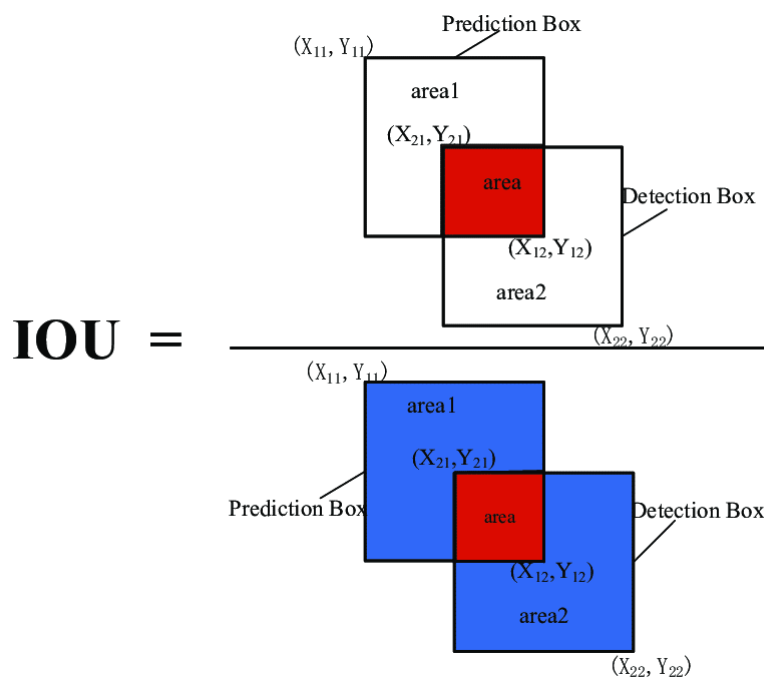 Prediction Box
(X₁₁, Y₁₁)
area1
(X₂₁,Y₂₁)
area
Detection Box
(X₁₂,Y₁₂)
area2
(X₂₂, Y₂₂)
IOU =
(X₁₁, Y₁₁)
area1
(X₂₁,Y₂₁)
Prediction Box
area
Detection Box
(X₁₂,Y₁₂)
area2
(X₂₂, Y₂₂)